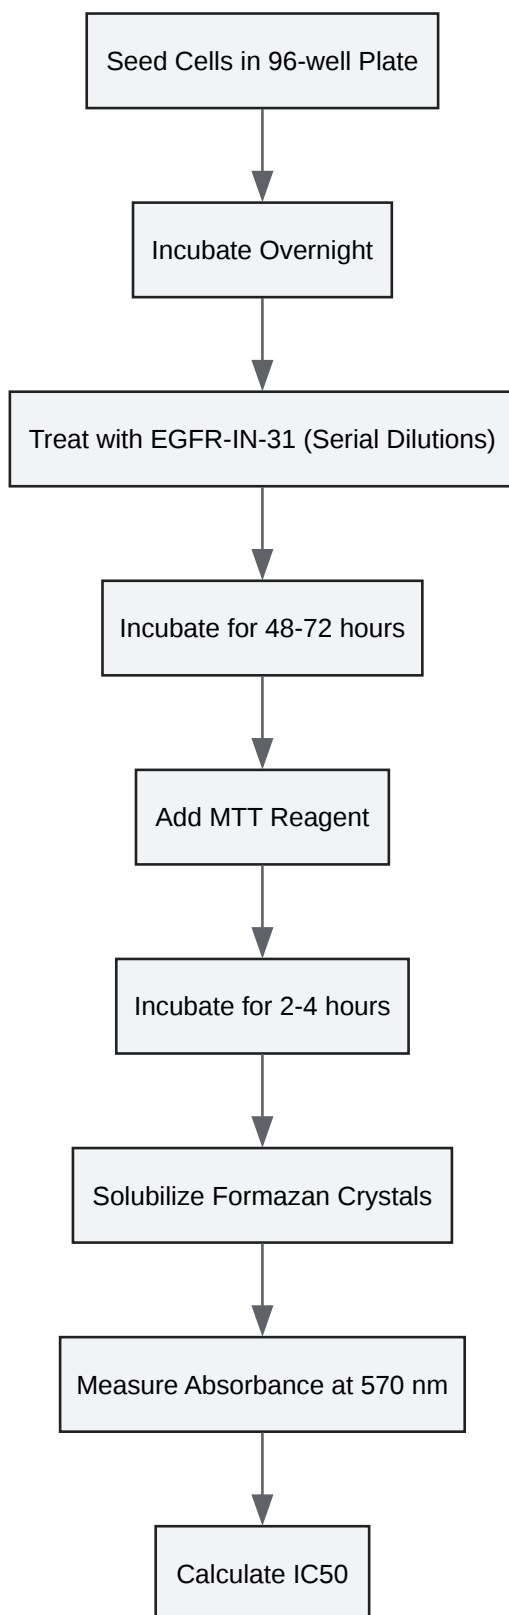 Seed Cells in 96-well Plate
Incubate Overnight
Treat with EGFR-IN-31 (Serial Dilutions)
Incubate for 48-72 hours
Add MTT Reagent
Incubate for 2-4 hours
Solubilize Formazan Crystals
Measure Absorbance at 570 nm
Calculate IC50